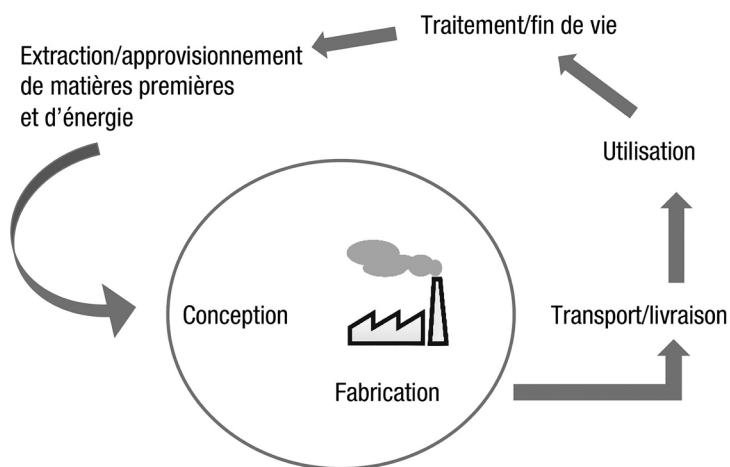 Traitement/fin de vie
Extraction/approvisionnement
de matières premières
et d’énergie
Utilisation
Conception
Transport/livraison
Fabrication